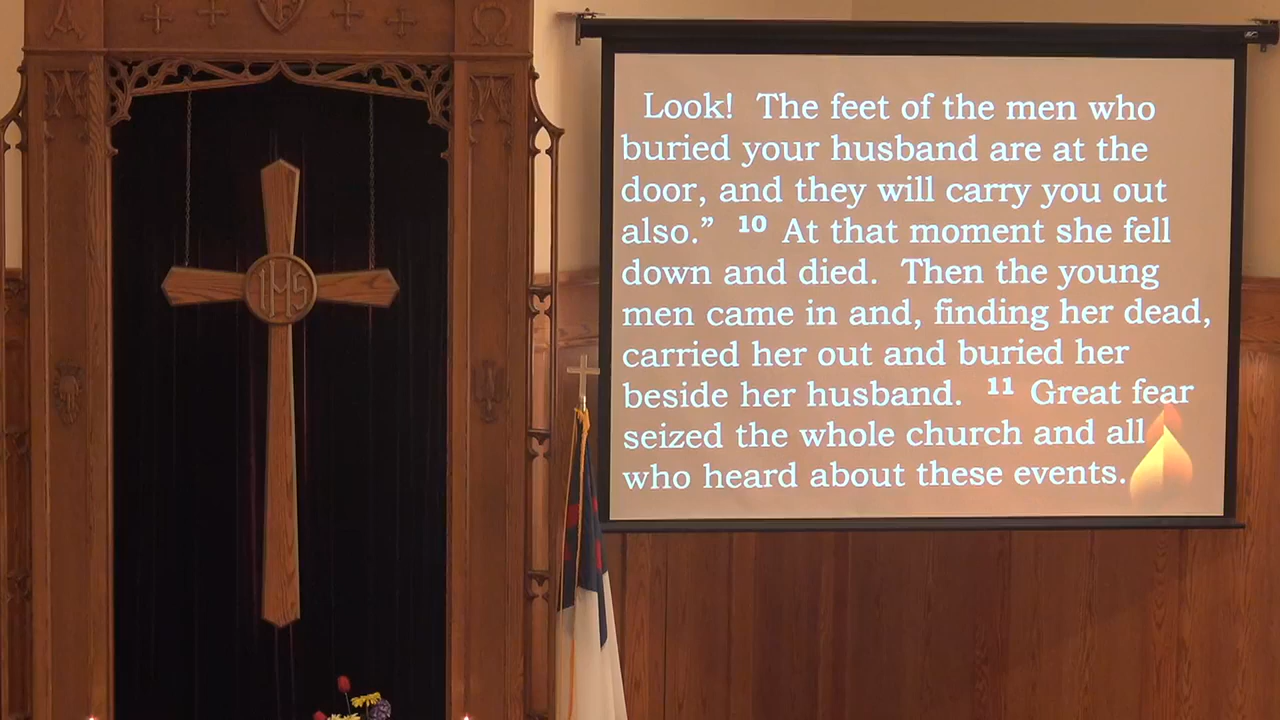 Look! The feet of the men who
buried your husband are at the
door, and they will carry you out
also.” 10 At that moment she fell
down and died. Then the young
men came in and, finding her dead,
carried her out and buried her
beside her husband. 11 Great fear
seized the whole church and all
who heard about these events.
IHS
Α
Ω